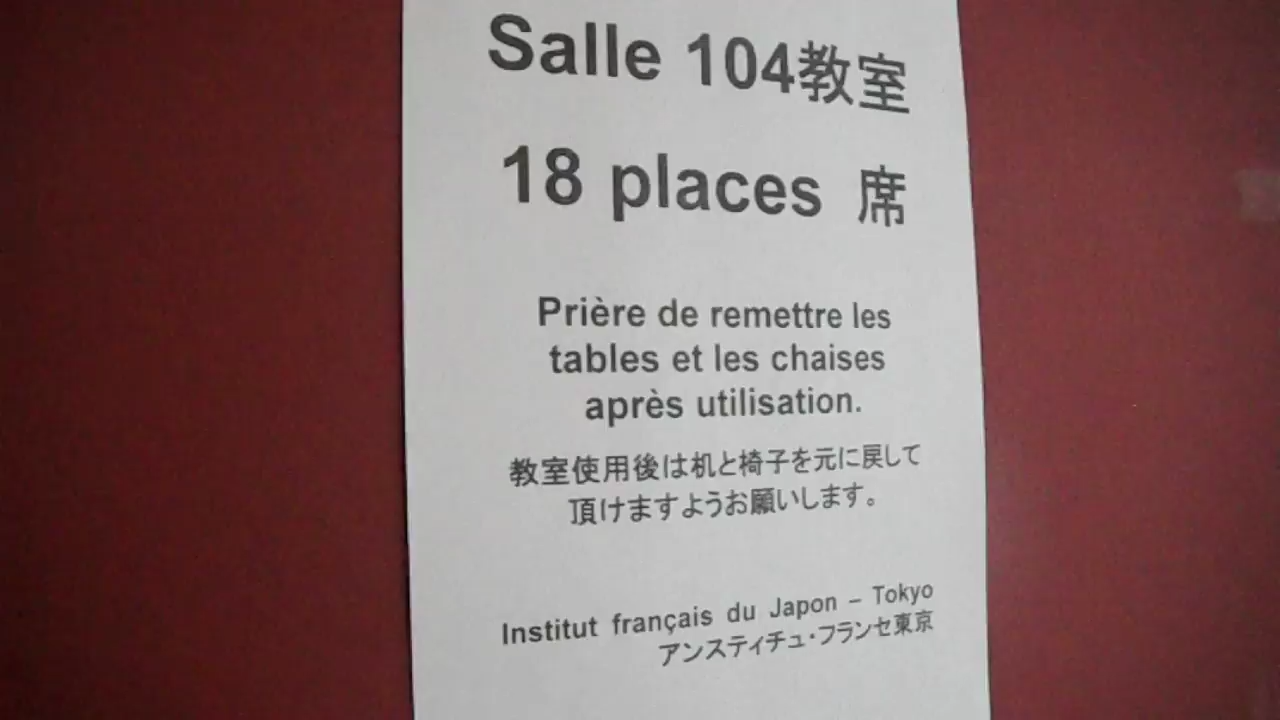 Salle 104教室
18 places 席
Prière de remettre les
tables et les chaises
après utilisation.
教室使用後は机と椅子を元に戻して
頂けますようお願いします。
Institut français du Japon – Tokyo
アンスティチュ・フランセ東京